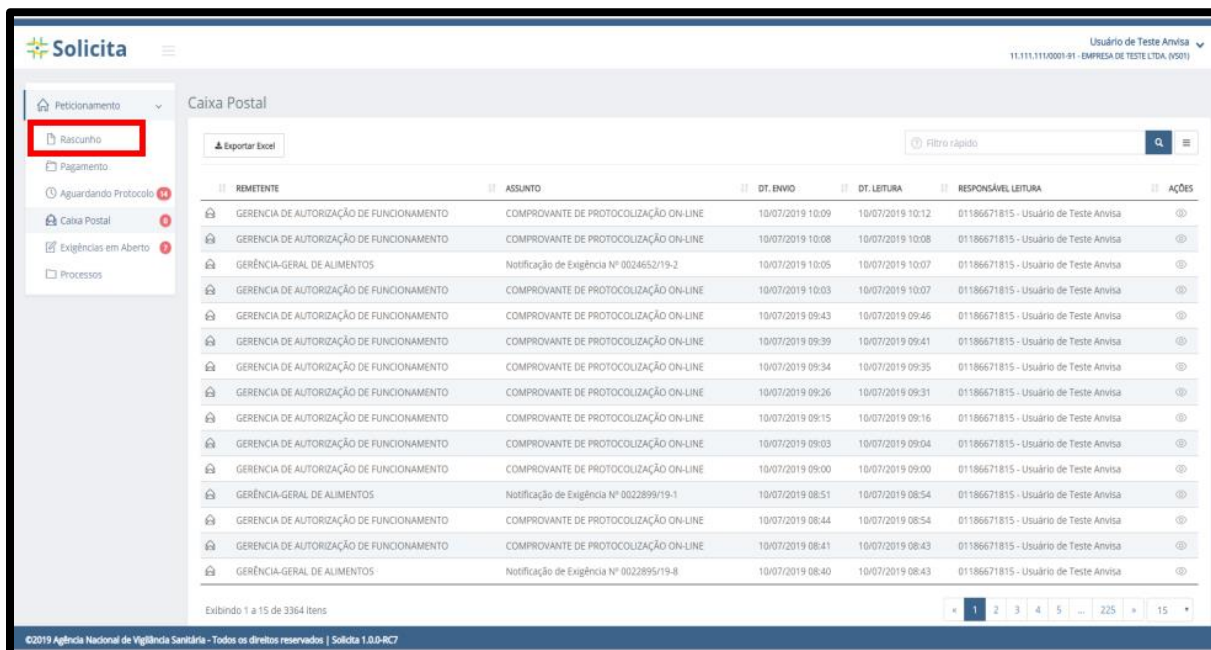 Solicita
Usuário de Teste Anvisa
11.111.111/0001-91 - EMPRESA DE TESTE LTDA. (VS01)
Peticionamento
Rascunho
Pagamento
Aguardando Protocolo 14
Caixa Postal 0
Exigências em Aberto 7
Processos
Caixa Postal
Exportar Excel
Filtro rápido
REMETENTE ASSUNTO DT. ENVIO DT. LEITURA RESPONSÁVEL LEITURA AÇÕES
GERENCIA DE AUTORIZAÇÃO DE FUNCIONAMENTO COMPROVANTE DE PROTOCOLIZAÇÃO ON-LINE 10/07/2019 10:09 10/07/2019 10:12 01186671815 - Usuário de Teste Anvisa
GERENCIA DE AUTORIZAÇÃO DE FUNCIONAMENTO COMPROVANTE DE PROTOCOLIZAÇÃO ON-LINE 10/07/2019 10:08 10/07/2019 10:08 01186671815 - Usuário de Teste Anvisa
GERÊNCIA-GERAL DE ALIMENTOS Notificação de Exigência Nº 0024652/19-2 10/07/2019 10:05 10/07/2019 10:07 01186671815 - Usuário de Teste Anvisa
GERENCIA DE AUTORIZAÇÃO DE FUNCIONAMENTO COMPROVANTE DE PROTOCOLIZAÇÃO ON-LINE 10/07/2019 10:03 10/07/2019 10:07 01186671815 - Usuário de Teste Anvisa
GERENCIA DE AUTORIZAÇÃO DE FUNCIONAMENTO COMPROVANTE DE PROTOCOLIZAÇÃO ON-LINE 10/07/2019 09:43 10/07/2019 09:46 01186671815 - Usuário de Teste Anvisa
GERENCIA DE AUTORIZAÇÃO DE FUNCIONAMENTO COMPROVANTE DE PROTOCOLIZAÇÃO ON-LINE 10/07/2019 09:39 10/07/2019 09:41 01186671815 - Usuário de Teste Anvisa
GERENCIA DE AUTORIZAÇÃO DE FUNCIONAMENTO COMPROVANTE DE PROTOCOLIZAÇÃO ON-LINE 10/07/2019 09:34 10/07/2019 09:35 01186671815 - Usuário de Teste Anvisa
GERENCIA DE AUTORIZAÇÃO DE FUNCIONAMENTO COMPROVANTE DE PROTOCOLIZAÇÃO ON-LINE 10/07/2019 09:26 10/07/2019 09:31 01186671815 - Usuário de Teste Anvisa
GERENCIA DE AUTORIZAÇÃO DE FUNCIONAMENTO COMPROVANTE DE PROTOCOLIZAÇÃO ON-LINE 10/07/2019 09:15 10/07/2019 09:16 01186671815 - Usuário de Teste Anvisa
GERENCIA DE AUTORIZAÇÃO DE FUNCIONAMENTO COMPROVANTE DE PROTOCOLIZAÇÃO ON-LINE 10/07/2019 09:03 10/07/2019 09:04 01186671815 - Usuário de Teste Anvisa
GERENCIA DE AUTORIZAÇÃO DE FUNCIONAMENTO COMPROVANTE DE PROTOCOLIZAÇÃO ON-LINE 10/07/2019 09:00 10/07/2019 09:00 01186671815 - Usuário de Teste Anvisa
GERÊNCIA-GERAL DE ALIMENTOS Notificação de Exigência Nº 0022899/19-1 10/07/2019 08:51 10/07/2019 08:54 01186671815 - Usuário de Teste Anvisa
GERENCIA DE AUTORIZAÇÃO DE FUNCIONAMENTO COMPROVANTE DE PROTOCOLIZAÇÃO ON-LINE 10/07/2019 08:44 10/07/2019 08:54 01186671815 - Usuário de Teste Anvisa
GERENCIA DE AUTORIZAÇÃO DE FUNCIONAMENTO COMPROVANTE DE PROTOCOLIZAÇÃO ON-LINE 10/07/2019 08:41 10/07/2019 08:43 01186671815 - Usuário de Teste Anvisa
GERÊNCIA-GERAL DE ALIMENTOS Notificação de Exigência Nº 0022895/19-8 10/07/2019 08:40 10/07/2019 08:43 01186671815 - Usuário de Teste Anvisa
Exibindo 1 a 15 de 3364 itens
« 1 2 3 4 5 ... 225 » 15
©2019 Agência Nacional de Vigilância Sanitária - Todos os direitos reservados | Solicita 1.0.0-RC7